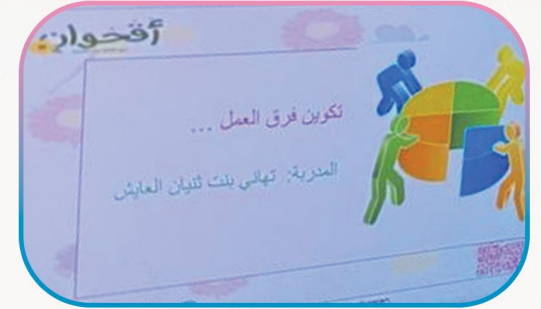 أقحوان
تكوين فرق العمل ...
المدربة: تهاني بنت ثنيان العايش